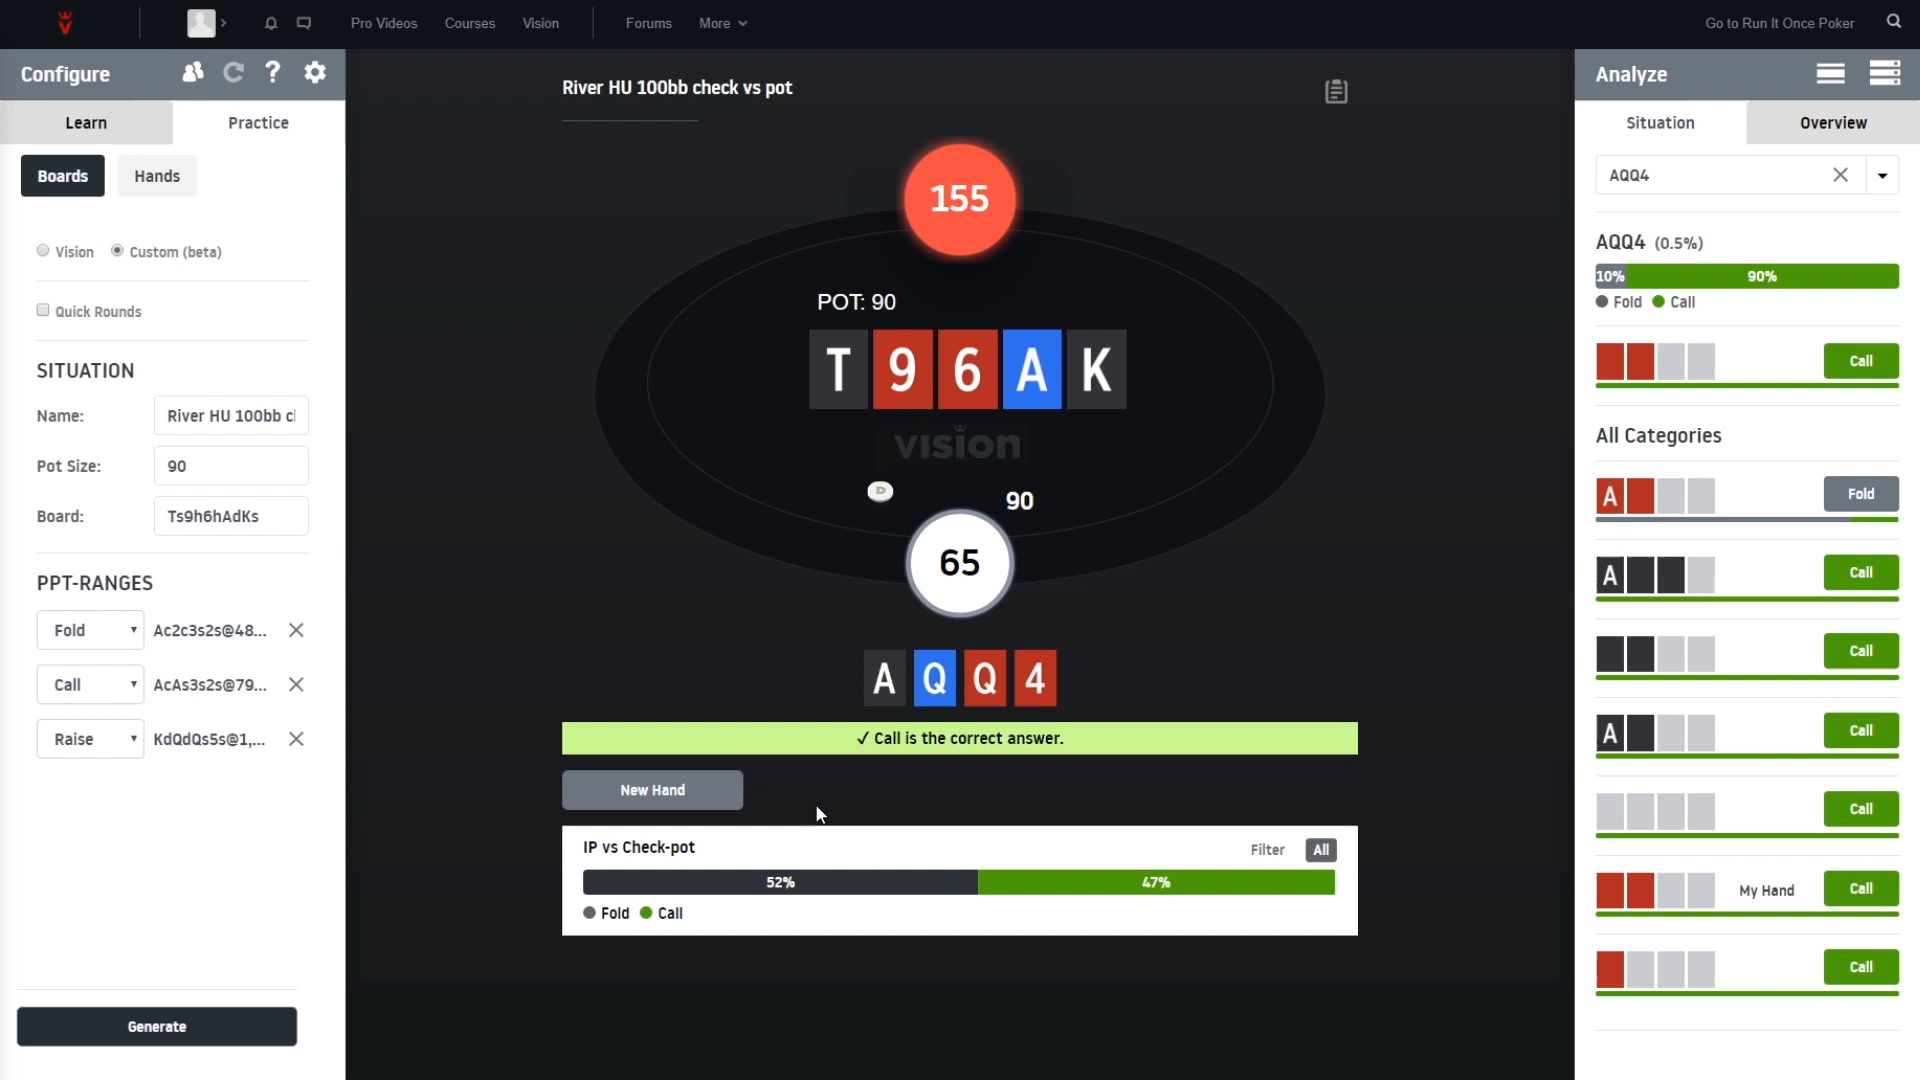 Pro Videos
Courses
Vision
Forums
More
Go to Run It Once Poker
Configure
?
Learn
Practice
Boards
Hands
Vision
Custom (beta)
Quick Rounds
SITUATION
Name:
River HU 100bb cl
Pot Size:
90
Board:
Ts9h6hAdKs
PPT-RANGES
Fold
Ac2c3s2s@48...
Call
AcAs3s2s@79...
Raise
KdQdQs5s@1,...
Generate
River HU 100bb check vs pot
155
POT: 90
T 9 6 A K
vision
D
90
65
A Q Q 4
✓ Call is the correct answer.
New Hand
IP vs Check-pot
Filter
All
52%
47%
Fold
Call
Analyze
Situation
Overview
AQQ4
AQQ4 (0.5%)
10%
90%
Fold
Call
Call
All Categories
A
Fold
A
Call
Call
A
Call
Call
My Hand
Call
Call